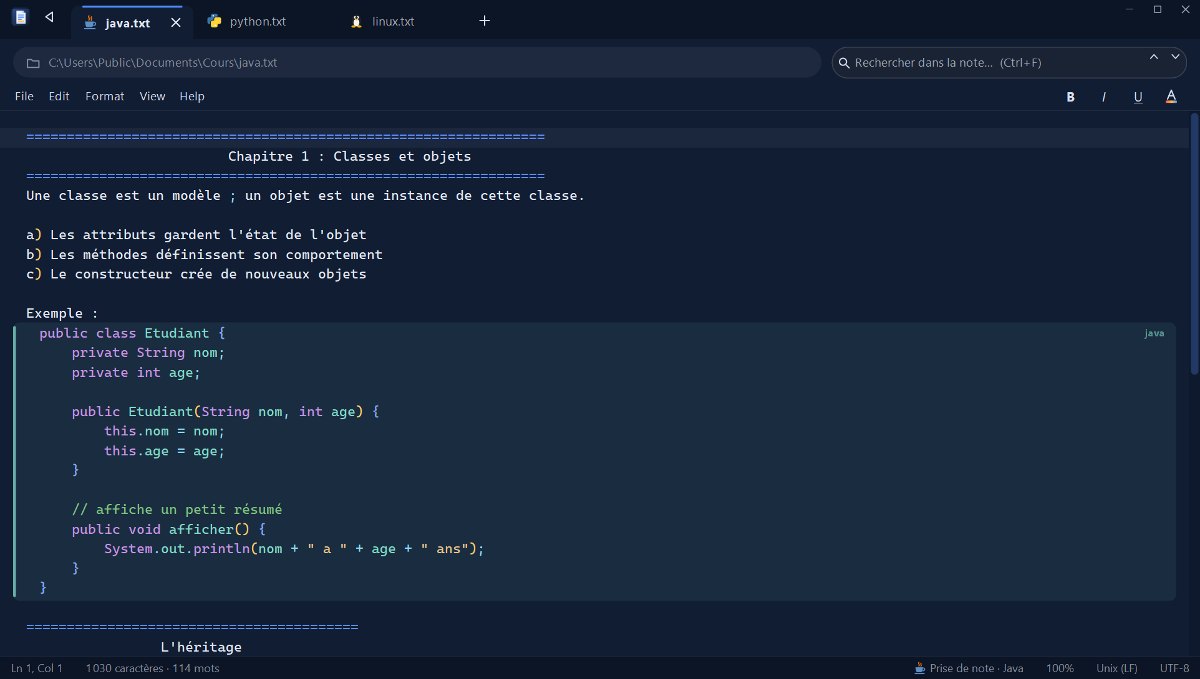 java.txt
python.txt
linux.txt
C:\Users\Public\Documents\Cours\java.txt
Rechercher dans la note... (Ctrl+F)
File Edit Format View Help
B I U A
================================================================
Chapitre 1 : Classes et objets
================================================================
Une classe est un modèle ; un objet est une instance de cette classe.
a) Les attributs gardent l'état de l'objet
b) Les méthodes définissent son comportement
c) Le constructeur crée de nouveaux objets
Exemple :
public class Etudiant {
java
    private String nom;
    private int age;
    public Etudiant(String nom, int age) {
        this.nom = nom;
        this.age = age;
    }
    // affiche un petit résumé
    public void afficher() {
        System.out.println(nom + " a " + age + " ans");
    }
}
=========================================
L'héritage
Ln 1, Col 1
1030 caractères · 114 mots
Prise de note · Java
100%
Unix (LF)
UTF-8